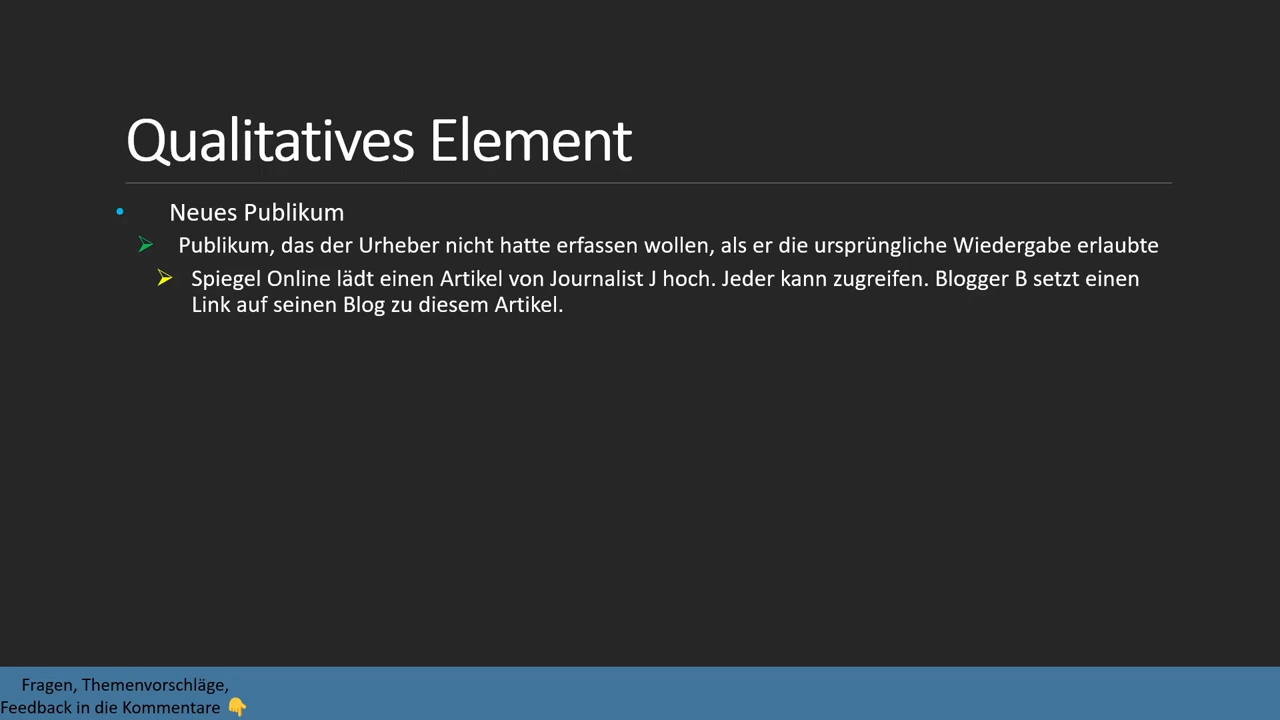 Qualitatives Element
Neues Publikum
Publikum, das der Urheber nicht hatte erfassen wollen, als er die ursprüngliche Wiedergabe erlaubte
Spiegel Online lädt einen Artikel von Journalist J hoch. Jeder kann zugreifen. Blogger B setzt einen
Link auf seinen Blog zu diesem Artikel.
Fragen, Themenvorschläge,
Feedback in die Kommentare 👇